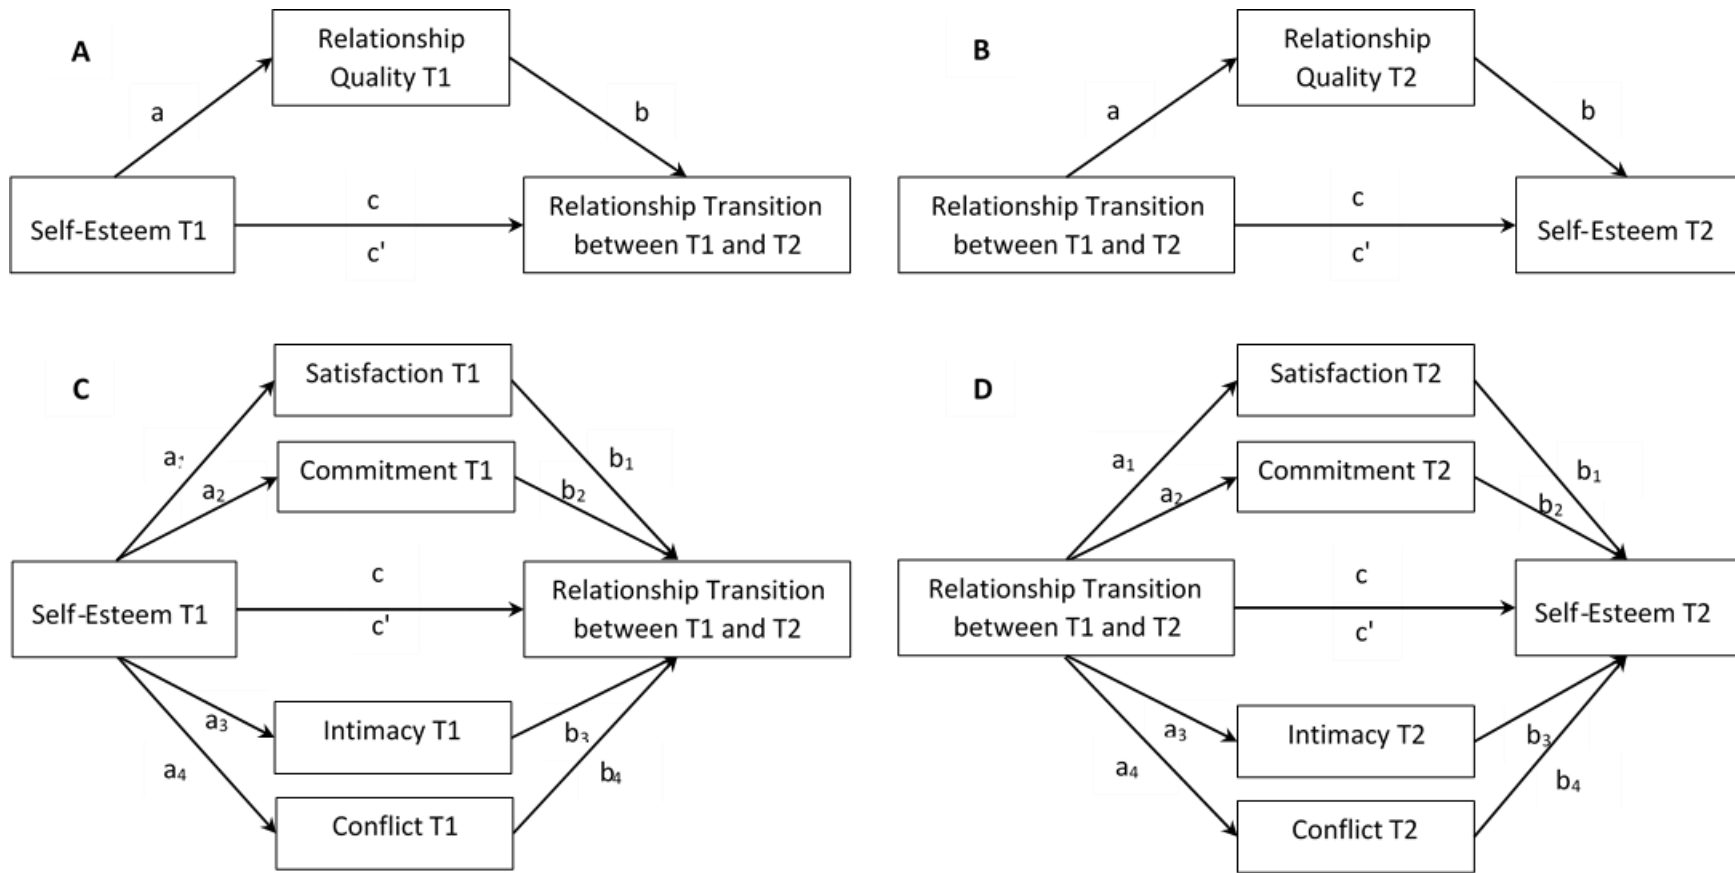 A
Relationship
Quality T1
a
b
Self-Esteem T1
c
c'
Relationship Transition
between T1 and T2
B
Relationship
Quality T2
a
b
Relationship Transition
between T1 and T2
c
c'
Self-Esteem T2
C
Satisfaction T1
Commitment T1
a₁
a₂
b₁
b₂
Self-Esteem T1
c
c'
Relationship Transition
between T1 and T2
a₃
a₄
Intimacy T1
Conflict T1
b₃
b₄
D
Satisfaction T2
Commitment T2
a₁
a₂
b₁
b₂
Relationship Transition
between T1 and T2
c
c'
Self-Esteem T2
a₃
a₄
Intimacy T2
Conflict T2
b₃
b₄